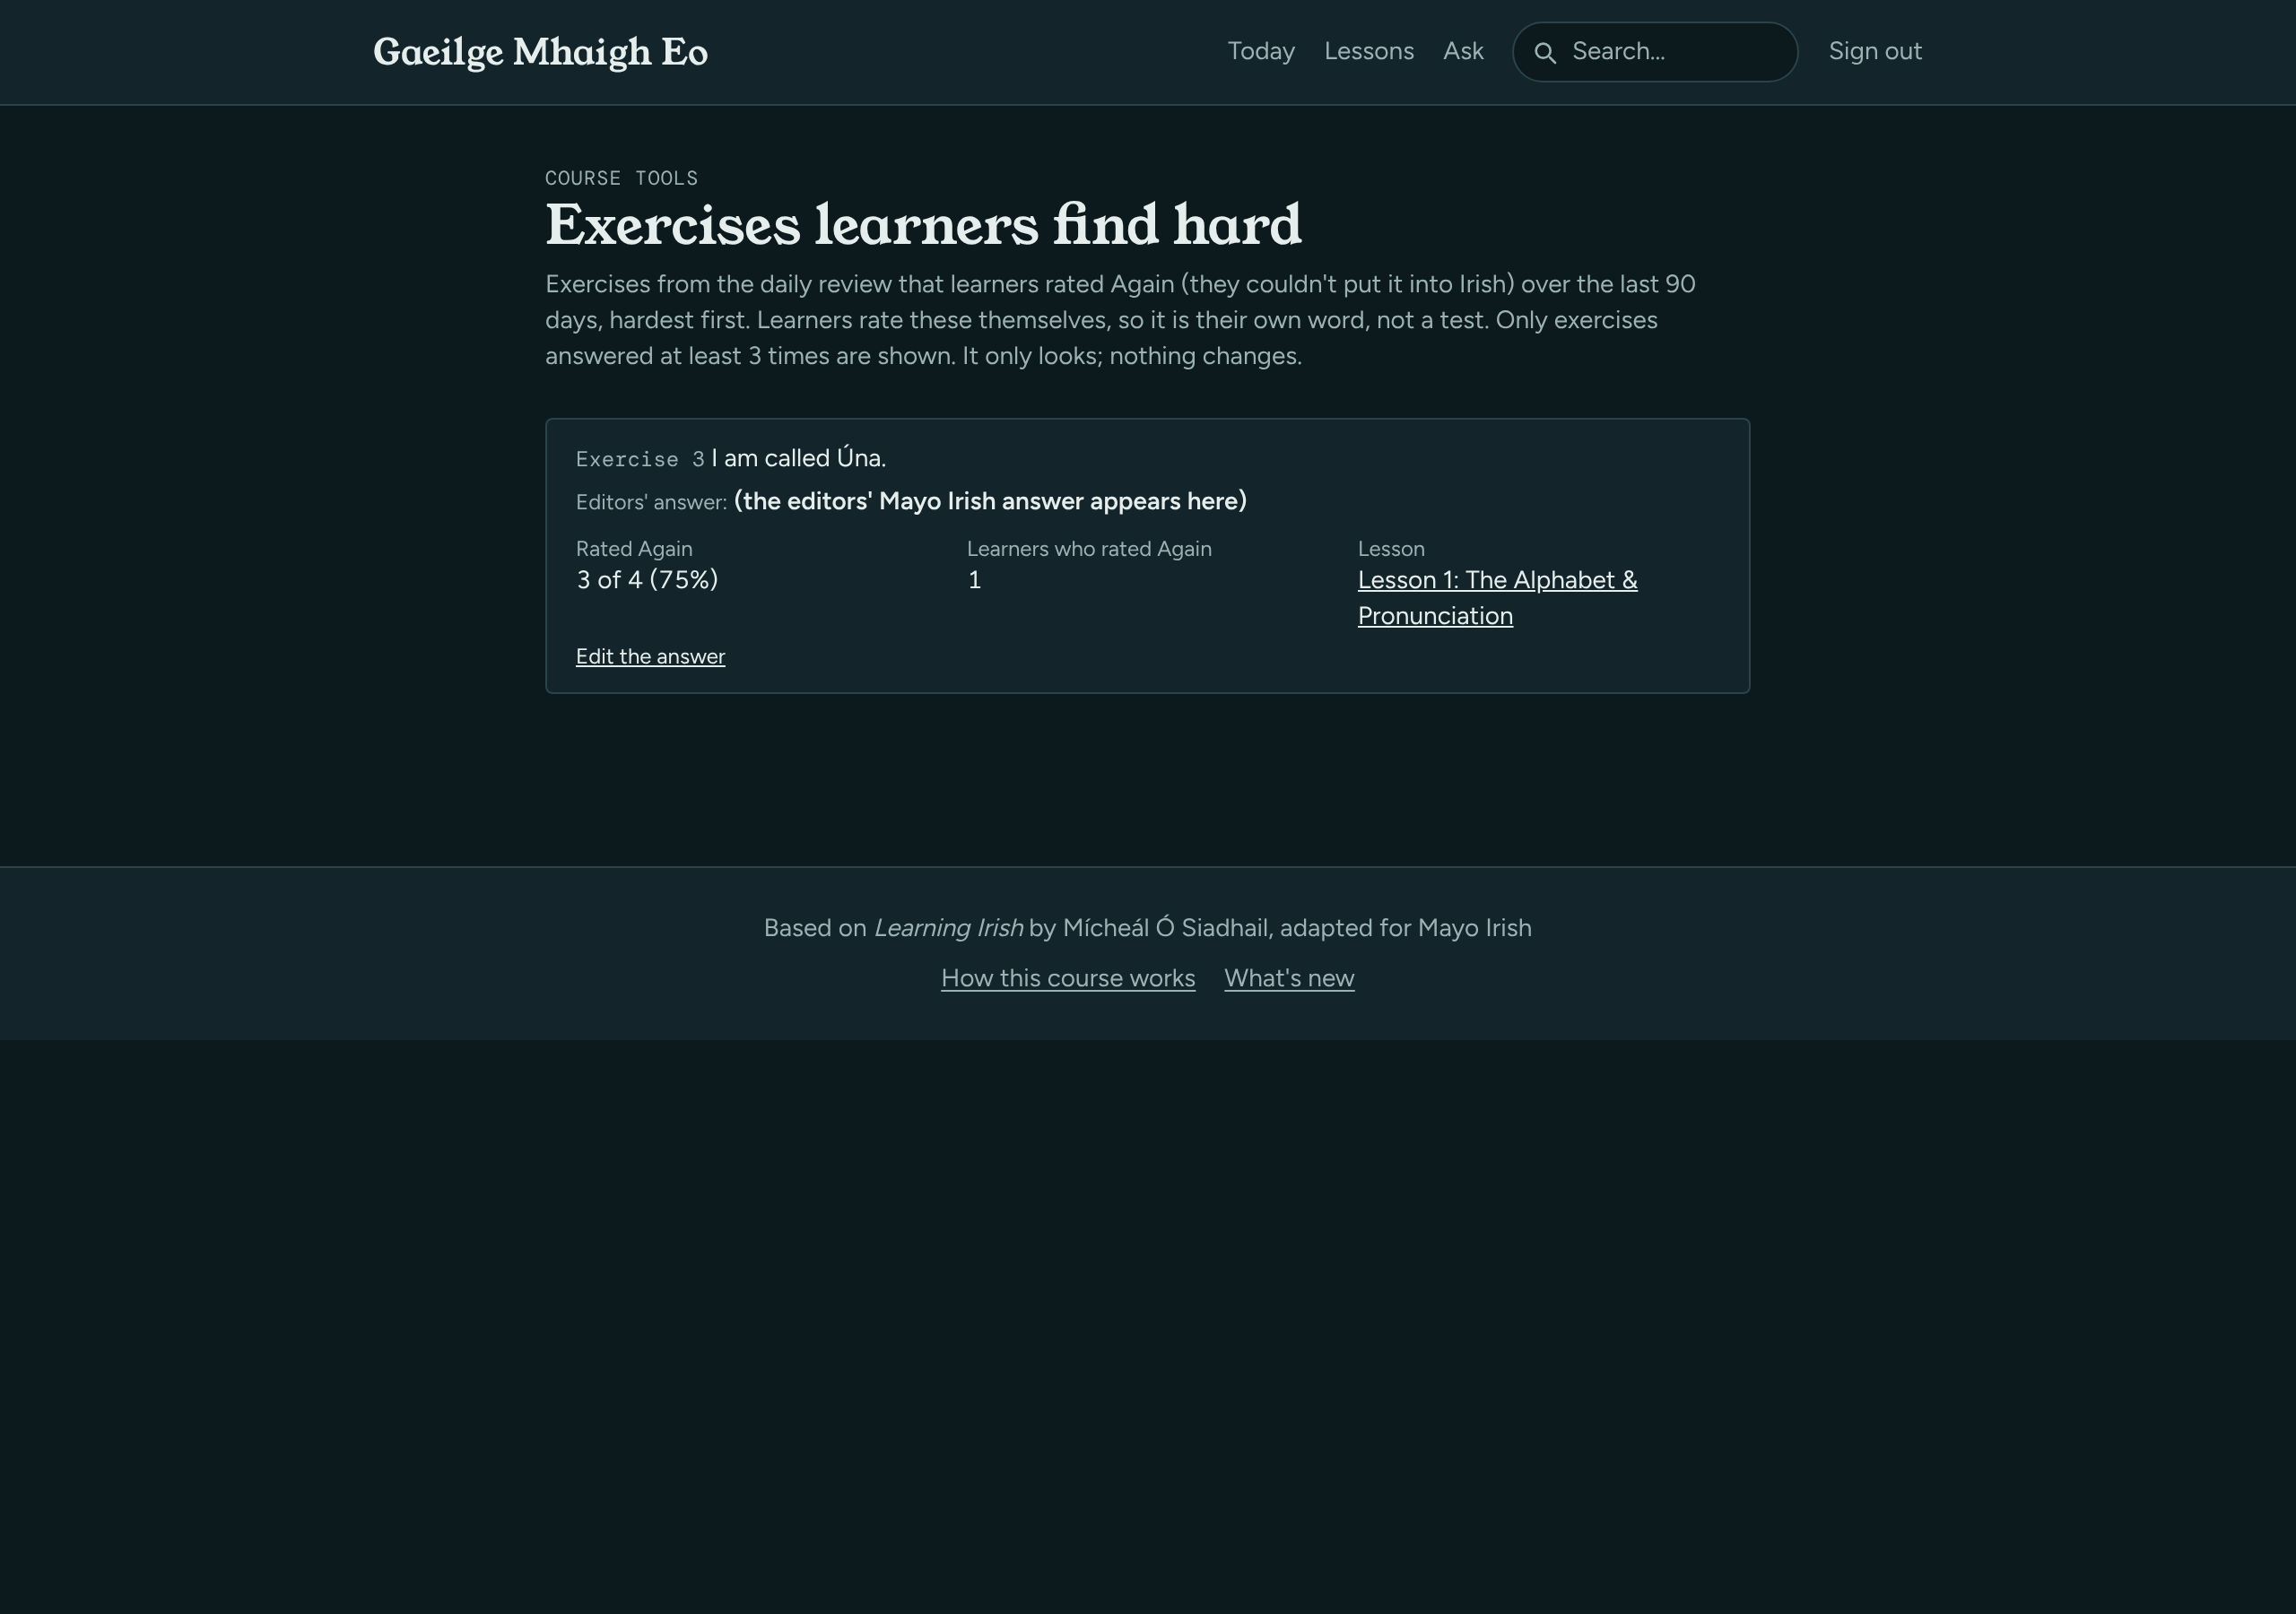 Gaeilge Mhaigh Eo
Today Lessons Ask Search... Sign out
COURSE TOOLS
Exercises learners find hard
Exercises from the daily review that learners rated Again (they couldn't put it into Irish) over the last 90
days, hardest first. Learners rate these themselves, so it is their own word, not a test. Only exercises
answered at least 3 times are shown. It only looks; nothing changes.
Exercise 3 I am called Úna.
Editors' answer: (the editors' Mayo Irish answer appears here)
Rated Again
3 of 4 (75%)
Learners who rated Again
1
Lesson
Lesson 1: The Alphabet &
Pronunciation
Edit the answer
Based on Learning Irish by Mícheál Ó Siadhail, adapted for Mayo Irish
How this course works What's new